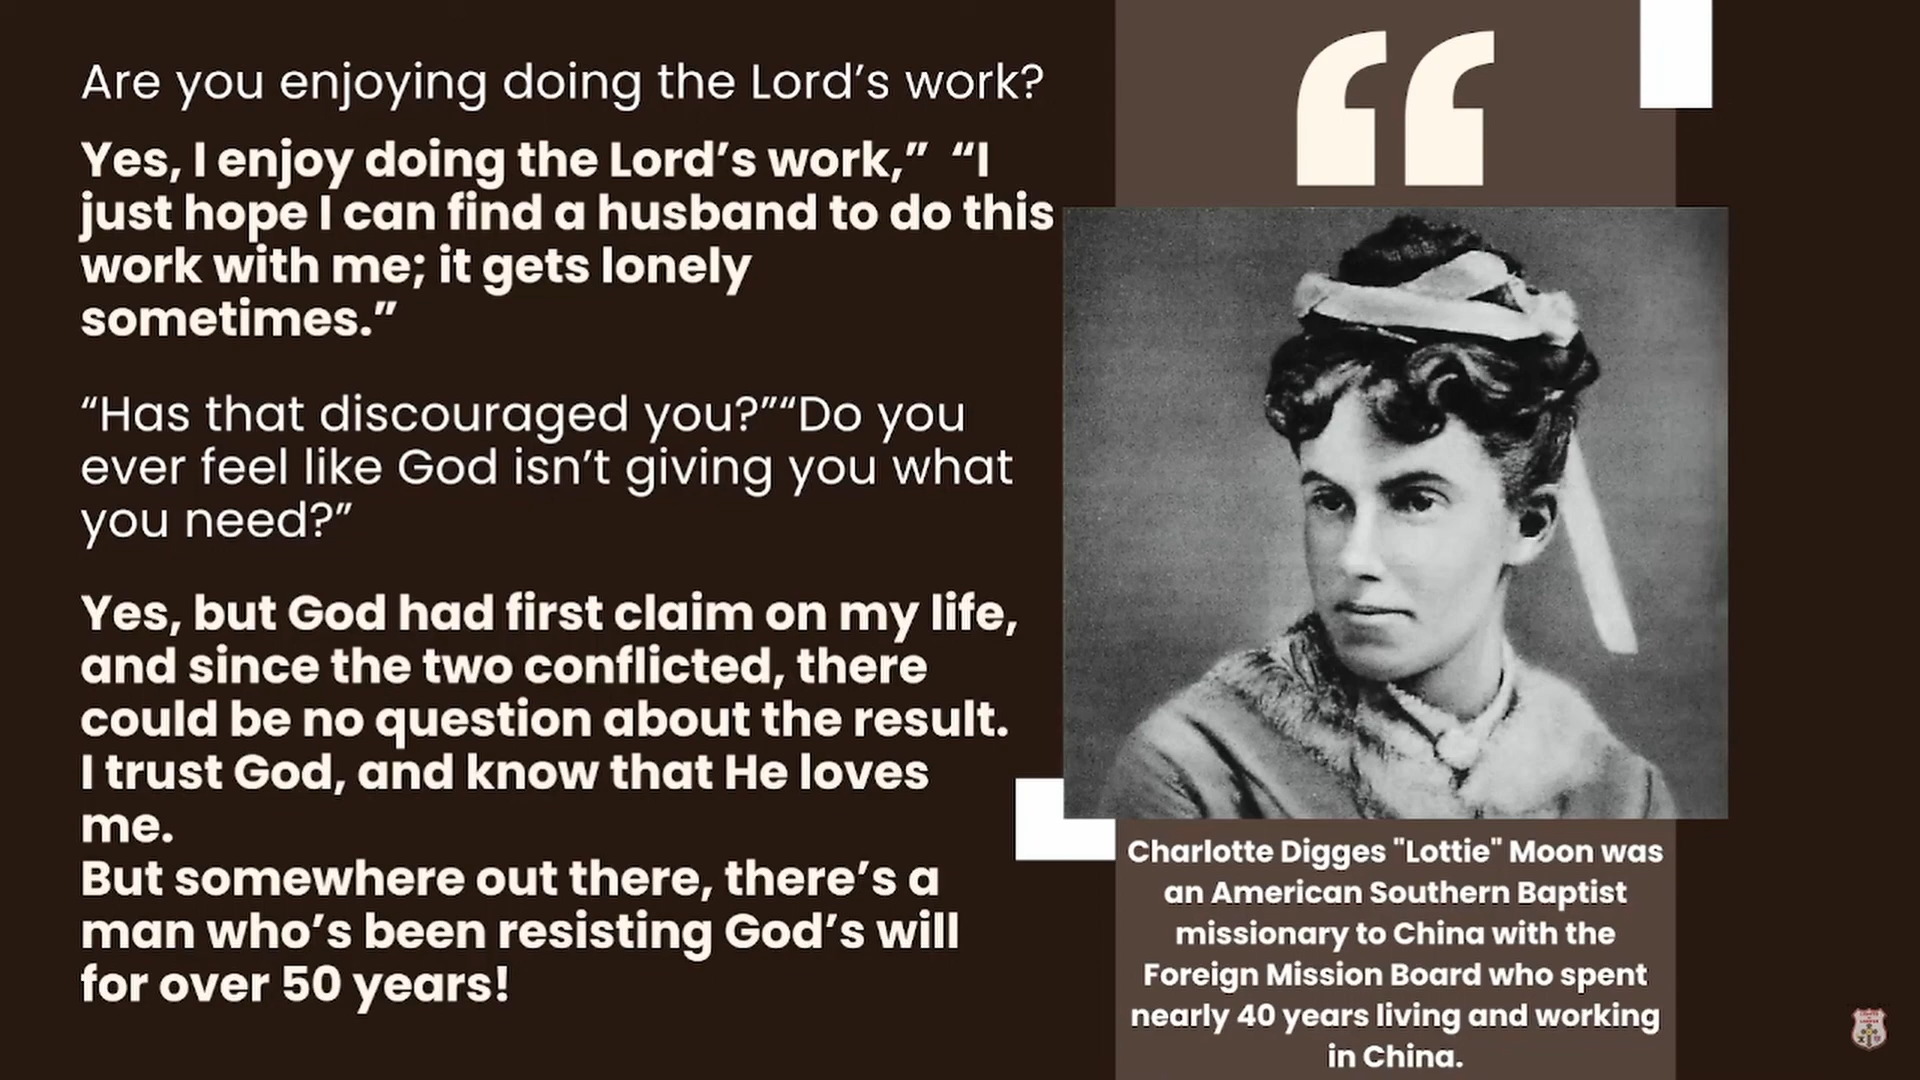 Are you enjoying doing the Lord’s work?
Yes, I enjoy doing the Lord’s work,”  “I
just hope I can find a husband to do this
work with me; it gets lonely
sometimes.”
“Has that discouraged you?”“Do you
ever feel like God isn’t giving you what
you need?”
Yes, but God had first claim on my life,
and since the two conflicted, there
could be no question about the result.
I trust God, and know that He loves
me.
But somewhere out there, there’s a
man who’s been resisting God’s will
for over 50 years!
“
Charlotte Digges "Lottie" Moon was
an American Southern Baptist
missionary to China with the
Foreign Mission Board who spent
nearly 40 years living and working
in China.